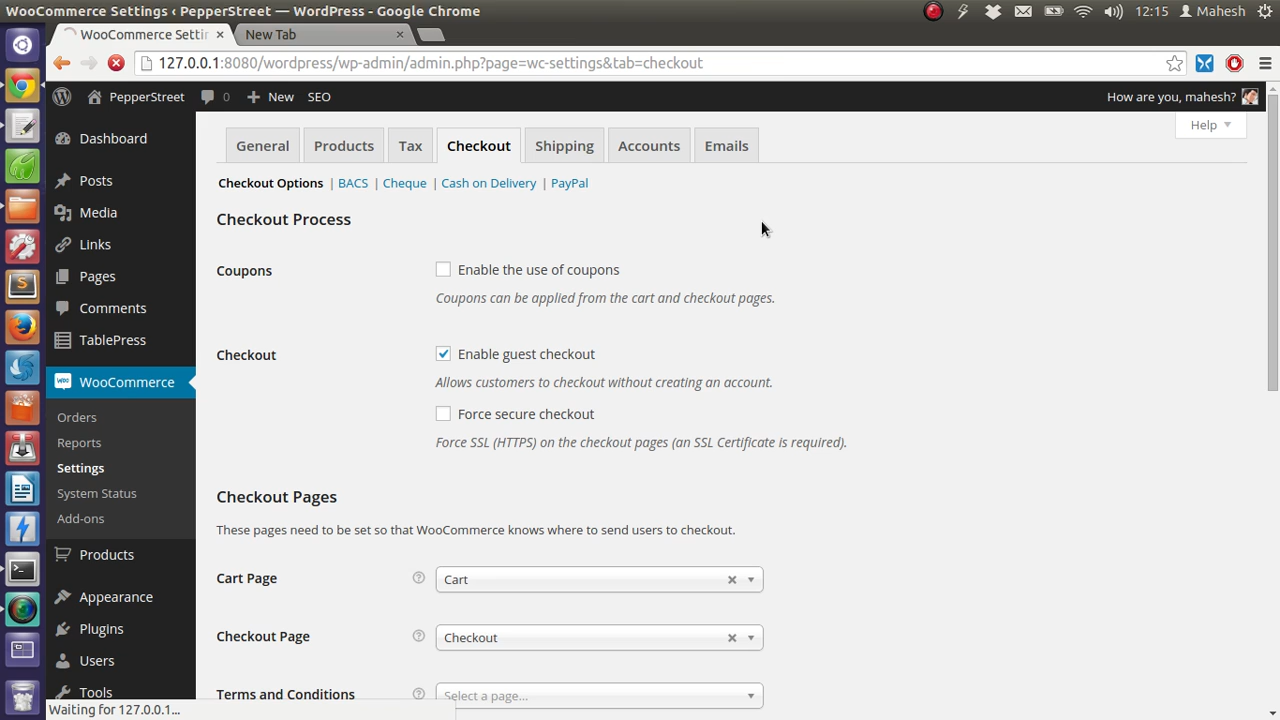 WooCommerce Settings ‹ PepperStreet — WordPress - Google Chrome
12:15 Mahesh
WooCommerce Setti
New Tab
127.0.0.1:8080/wordpress/wp-admin/admin.php?page=wc-settings&tab=checkout
PepperStreet 0 New SEO How are you, mahesh?
Help
Dashboard
Posts
Media
Links
Pages
Comments
TablePress
WooCommerce
Orders
Reports
Settings
System Status
Add-ons
Products
Appearance
Plugins
Users
Tools
General Products Tax Checkout Shipping Accounts Emails
Checkout Options | BACS | Cheque | Cash on Delivery | PayPal
Checkout Process
Coupons Enable the use of coupons
Coupons can be applied from the cart and checkout pages.
Checkout Enable guest checkout
Allows customers to checkout without creating an account.
Force secure checkout
Force SSL (HTTPS) on the checkout pages (an SSL Certificate is required).
Checkout Pages
These pages need to be set so that WooCommerce knows where to send users to checkout.
Cart Page Cart
Checkout Page Checkout
Terms and Conditions Select a page...
Waiting for 127.0.0.1...